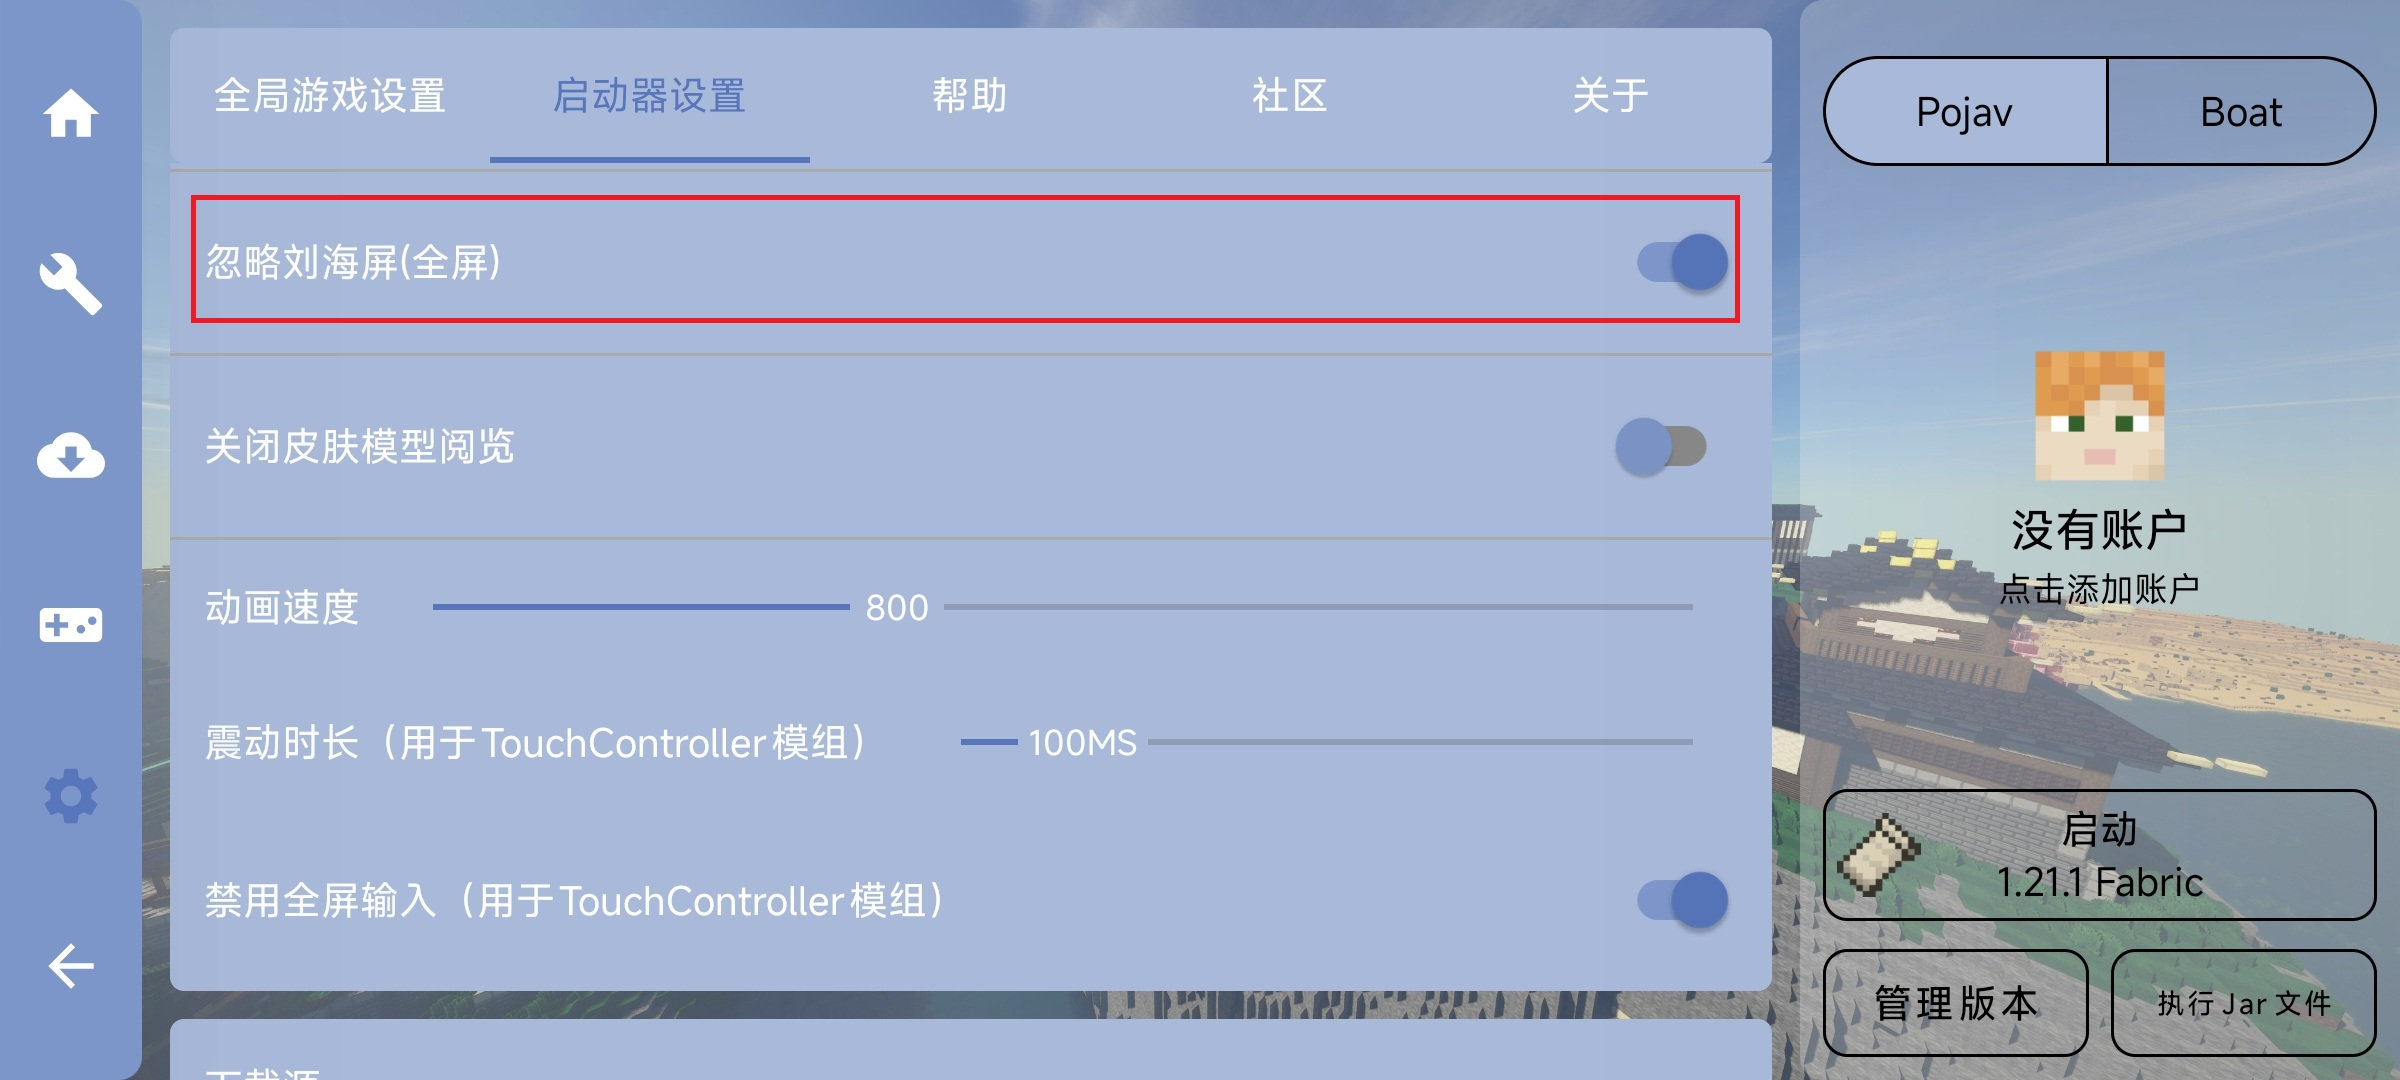 全局游戏设置
启动器设置
帮助
社区
关于
忽略刘海屏(全屏)
关闭皮肤模型阅览
动画速度
800
震动时长（用于TouchController模组）
100MS
禁用全屏输入（用于TouchController模组）
下载源
Pojav
Boat
没有账户
点击添加账户
启动
1.21.1 Fabric
管理版本
执行 Jar 文件